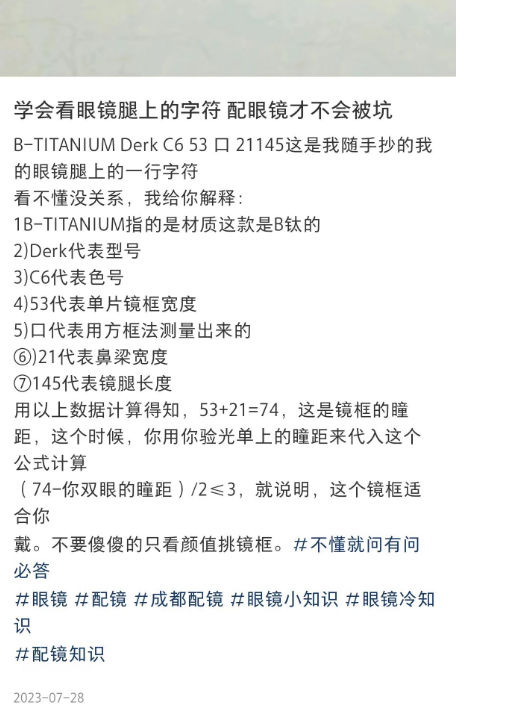 学会看眼镜腿上的字符 配眼镜才不会被坑
B-TITANIUM Derk C6 53 口 21145这是我随手抄的我
的眼镜腿上的一行字符
看不懂没关系，我给你解释：
1B-TITANIUM指的是材质这款是B钛的
2)Derk代表型号
3)C6代表色号
4)53代表单片镜框宽度
5)口代表用方框法测量出来的
⑥)21代表鼻梁宽度
⑦145代表镜腿长度
用以上数据计算得知，53+21=74，这是镜框的瞳
距，这个时候，你用你验光单上的瞳距来代入这个
公式计算
（74-你双眼的瞳距）/2≤3，就说明，这个镜框适
合你
戴。不要傻傻的只看颜值挑镜框。#不懂就问有问
必答
#眼镜 #配镜 #成都配镜 #眼镜小知识 #眼镜冷知
识
#配镜知识
2023-07-28